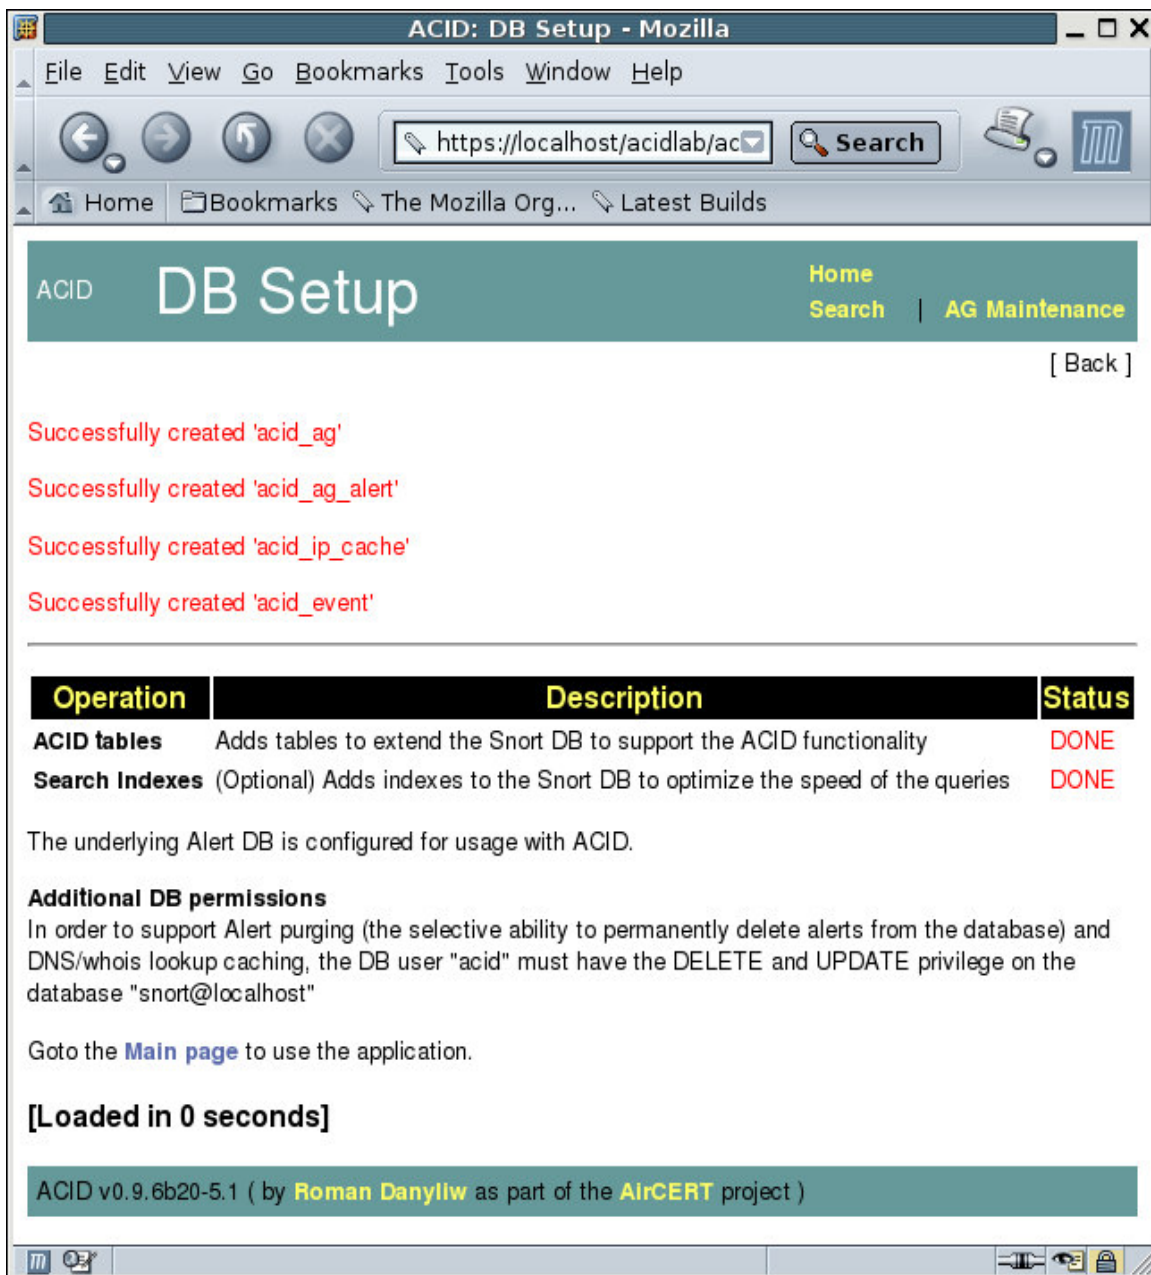 ACID: DB Setup - Mozilla
File Edit View Go Bookmarks Tools Window Help
https://localhost/acidlab/ac
Search
Home Bookmarks The Mozilla Org... Latest Builds
ACID DB Setup
Home
Search | AG Maintenance
[ Back ]
Successfully created 'acid_ag'
Successfully created 'acid_ag_alert'
Successfully created 'acid_ip_cache'
Successfully created 'acid_event'
Operation Description Status
ACID tables Adds tables to extend the Snort DB to support the ACID functionality DONE
Search Indexes (Optional) Adds indexes to the Snort DB to optimize the speed of the queries DONE
The underlying Alert DB is configured for usage with ACID.
Additional DB permissions
In order to support Alert purging (the selective ability to permanently delete alerts from the database) and
DNS/whois lookup caching, the DB user "acid" must have the DELETE and UPDATE privilege on the
database "snort@localhost"
Goto the Main page to use the application.
[Loaded in 0 seconds]
ACID v0.9.6b20-5.1 ( by Roman Danyliw as part of the AirCERT project )